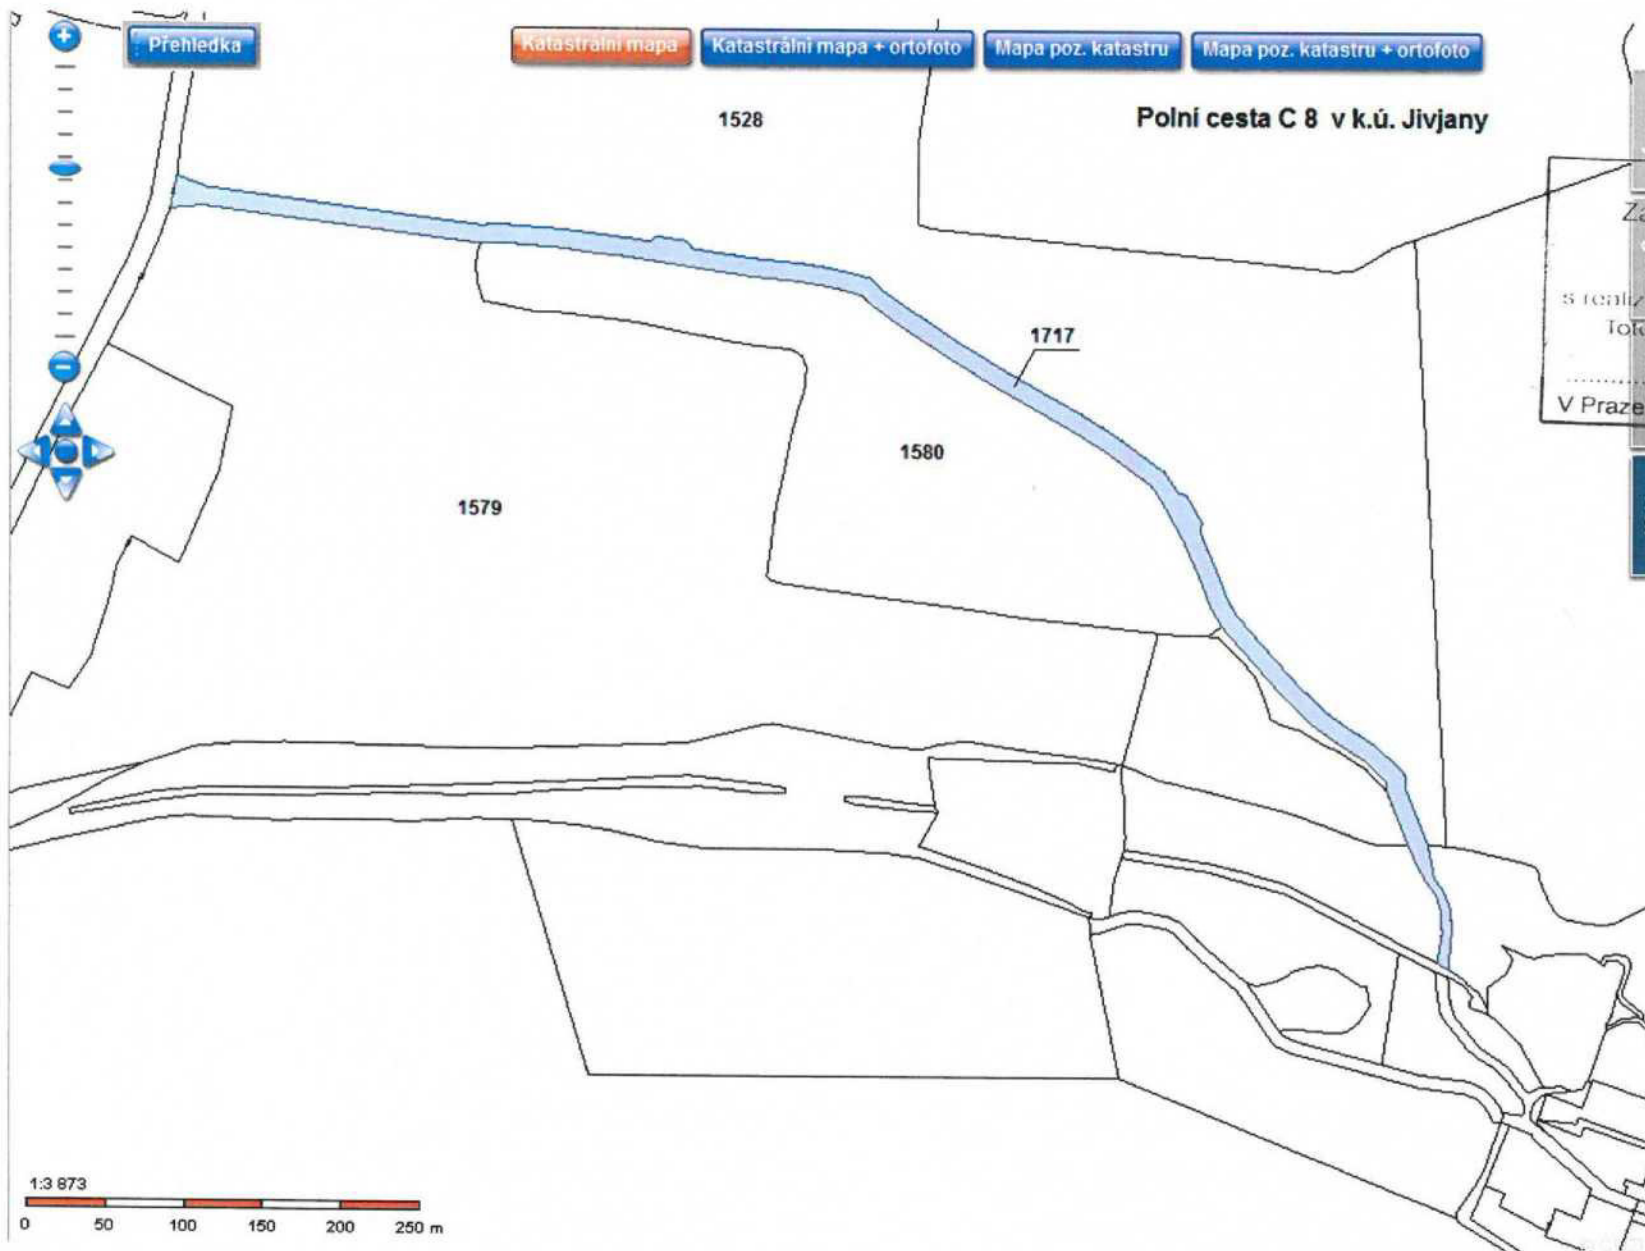 Přehledka
Katastrální mapa
Katastrální mapa + ortofoto
Mapa poz. katastru
Mapa poz. katastru + ortofoto
1528
Polní cesta C 8 v k.ú. Jivjany
1717
s realiz
V Praze
1580
1579
1:3 873
0 50 100 150 200 250 m